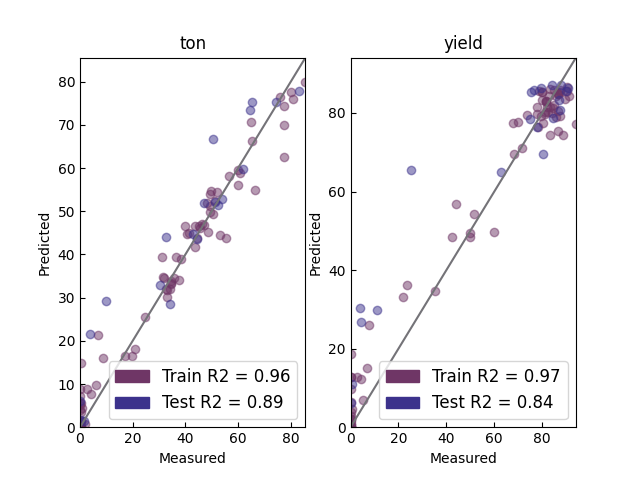 ton
yield
80
70
60
50
40
30
20
10
0
80
60
40
20
0
Predicted
Predicted
Train R2 = 0.96
Test R2 = 0.89
Train R2 = 0.97
Test R2 = 0.84
0 20 40 60 80
0 20 40 60 80
Measured
Measured